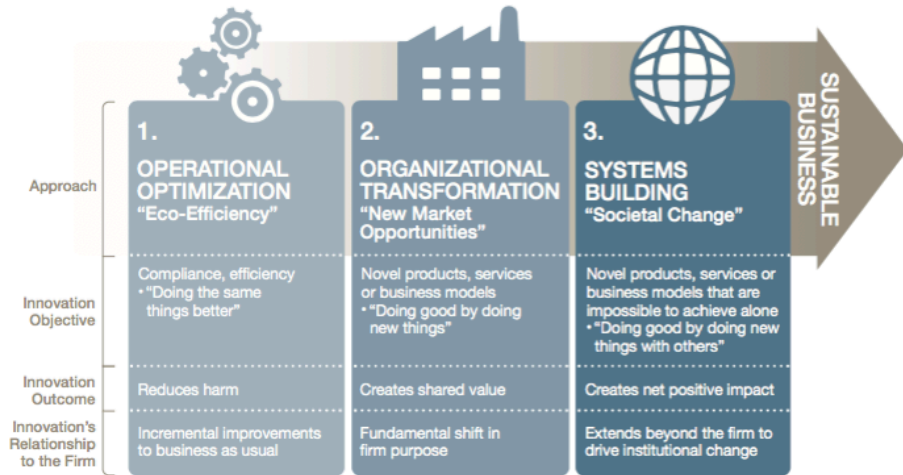 SUSTAINABLE
BUSINESS
Approach
1.
OPERATIONAL
OPTIMIZATION
“Eco-Efficiency”
2.
ORGANIZATIONAL
TRANSFORMATION
“New Market
Opportunities”
3.
SYSTEMS
BUILDING
“Societal Change”
Innovation
Objective
Compliance, efficiency
• “Doing the same
things better”
Novel products, services
or business models
• “Doing good by doing
new things”
Novel products, services or
business models that are
impossible to achieve alone
• “Doing good by doing new
things with others”
Innovation
Outcome
Reduces harm
Creates shared value
Creates net positive impact
Innovation’s
Relationship
to the Firm
Incremental improvements
to business as usual
Fundamental shift in
firm purpose
Extends beyond the firm to
drive institutional change